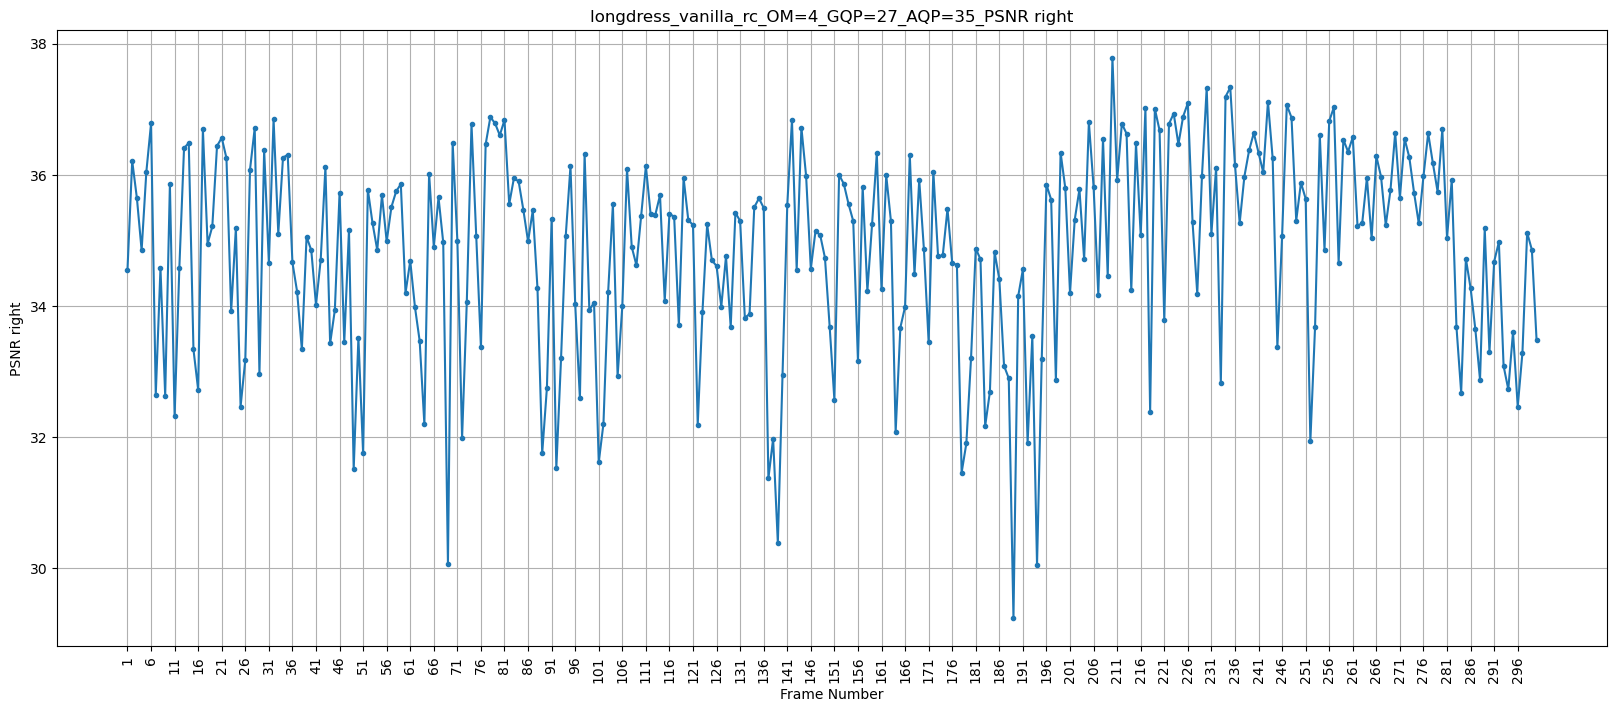 longdress_vanilla_rc_OM=4_GQP=27_AQP=35_PSNR right
38
36
34
32
30
PSNR right
1 6 11 16 21 26 31 36 41 46 51 56 61 66 71 76 81 86 91 96 101 106 111 116 121 126 131 136 141 146 151 156 161 166 171 176 181 186 191 196 201 206 211 216 221 226 231 236 241 246 251 256 261 266 271 276 281 286 291 296
Frame Number